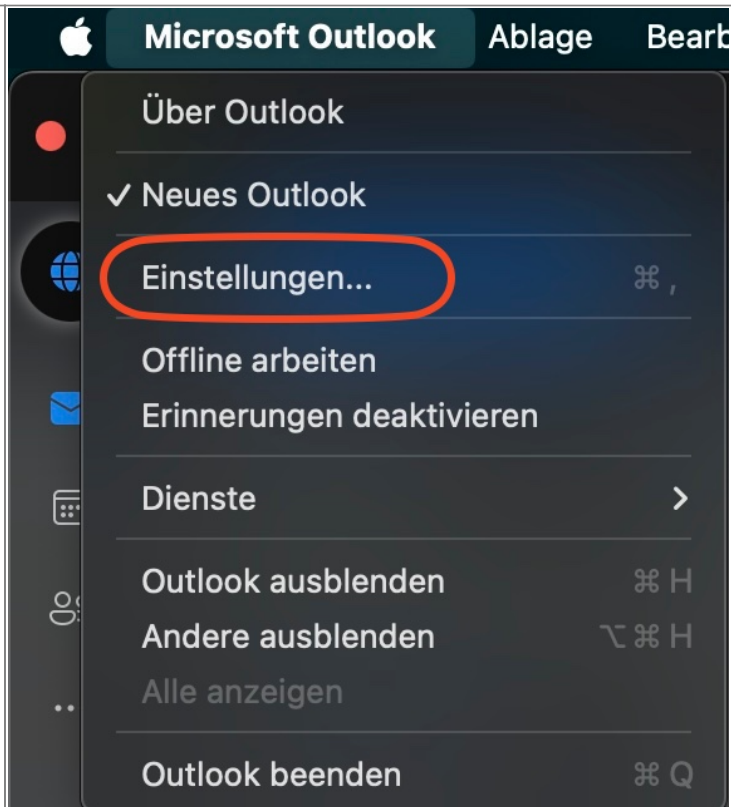 Microsoft Outlook Ablage Bearb
Über Outlook
✓ Neues Outlook
Einstellungen... ⌘ ,
Offline arbeiten
Erinnerungen deaktivieren
Dienste
Outlook ausblenden ⌘ H
Andere ausblenden ⌥ ⌘ H
Alle anzeigen
Outlook beenden ⌘ Q